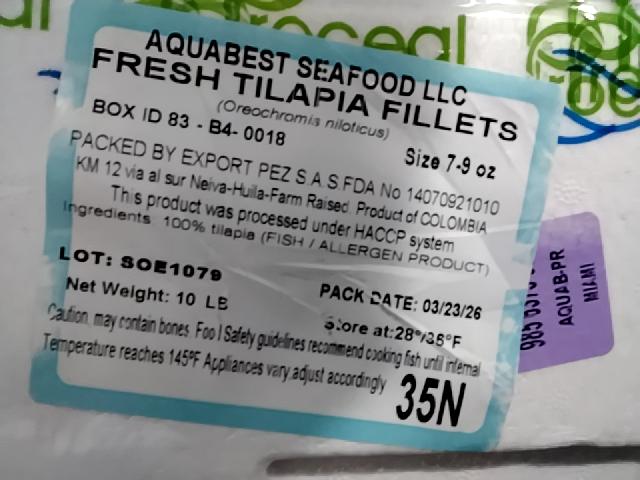 AQUABEST SEAFOOD LLC
FRESH TILAPIA FILLETS
(Oreochromis niloticus)
BOX ID 83 - B4- 0018
Size 7-9 oz
PACKED BY EXPORT PEZ S.A.S.FDA No 14070921010
KM 12 via al sur Neiva-Huila-Farm Raised. Product of COLOMBIA
This product was processed under HACCP system
Ingredients: 100% tilapia (FISH / ALLERGEN PRODUCT)
LOT: SOE1079
PACK DATE: 03/23/26
Net Weight: 10 LB
Store at:28°/36°F
Caution, may contain bones. Foo l Safety guidelines recommend cooking fish until internal
Temperature reaches 145ºF Appliances vary,adjust accordingly
35N
AQUAB-PR
MIAMI